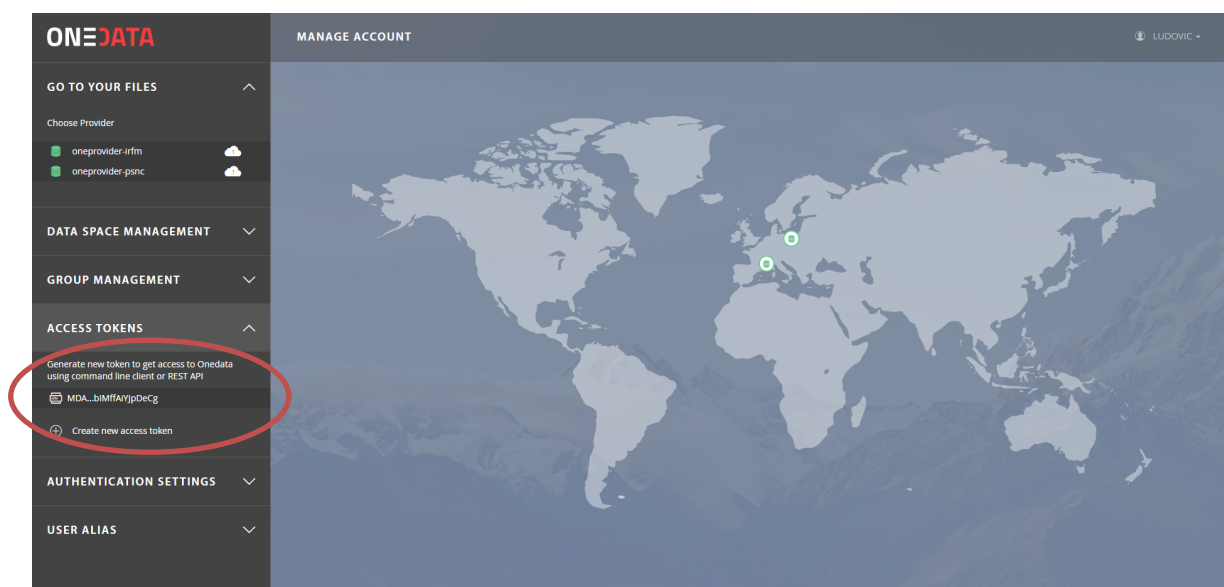 ONEDATA
MANAGE ACCOUNT
LUDOVIC
GO TO YOUR FILES
Choose Provider
oneprovider-irfm 1
oneprovider-psnc 1
DATA SPACE MANAGEMENT
GROUP MANAGEMENT
ACCESS TOKENS
Generate new token to get access to Onedata
using command line client or REST API
MDA...bIMffAiYJpDeCg
Create new access token
AUTHENTICATION SETTINGS
USER ALIAS